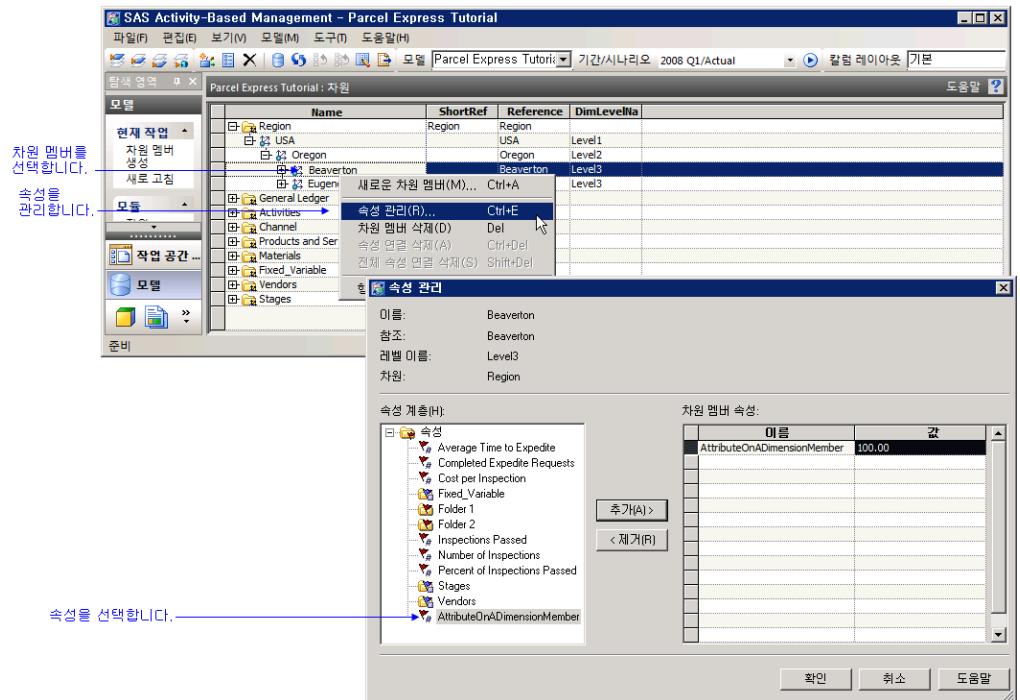 SAS Activity-Based Management - Parcel Express Tutorial
파일(F) 편집(E) 보기(V) 모델(M) 도구(T) 도움말(H)
모델 Parcel Express Tutori 기간/시나리오 2008 Q1/Actual 칼럼 레이아웃 기본
탐색 영역
Parcel Express Tutorial : 차원 도움말
모델
현재 작업
차원 멤버
생성
새로 고침
모듈
작업 공간 ...
모델
준비
Name ShortRef Reference DimLevelNa
Region Region Region
USA USA Level1
Oregon Oregon Level2
Beaverton Beaverton Level3
Eugen Level3
General Ledger
Activities
Channel
Products and Ser
Materials
Fixed_Variable
Vendors
Stages
차원 멤버를
선택합니다.
속성을
관리합니다.
새로운 차원 멤버(M)... Ctrl+A
속성 관리(R)... Ctrl+E
차원 멤버 삭제(D) Del
속성 연결 삭제(A) Ctrl+Del
전체 속성 연결 삭제(S) Shift+Del
속성 관리
이름: Beaverton
참조: Beaverton
레벨 이름: Level3
차원: Region
속성 계층(H):
속성
Average Time to Expedite
Completed Expedite Requests
Cost per Inspection
Fixed_Variable
Folder 1
Folder 2
Inspections Passed
Number of Inspections
Percent of Inspections Passed
Stages
Vendors
AttributeOnADimensionMember
속성을 선택합니다.
추가(A) >
< 제거(R)
차원 멤버 속성:
이름 값
AttributeOnADimensionMember 100.00
확인 취소 도움말